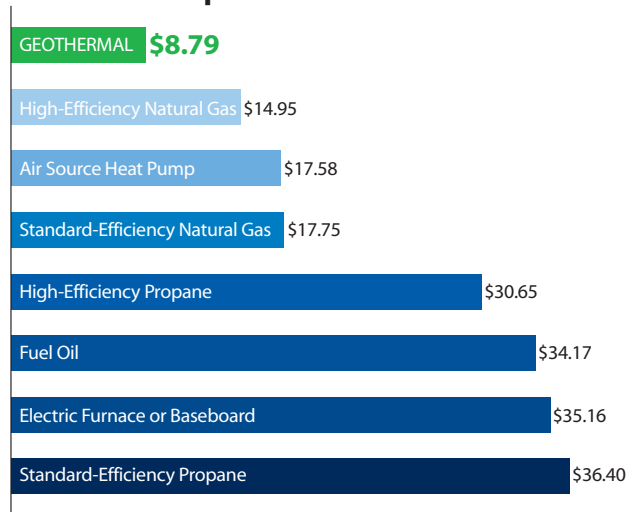 GEOTHERMAL $8.79
High-Efficiency Natural Gas $14.95
Air Source Heat Pump $17.58
Standard-Efficiency Natural Gas $17.75
High-Efficiency Propane $30.65
Fuel Oil $34.17
Electric Furnace or Baseboard $35.16
Standard-Efficiency Propane $36.40